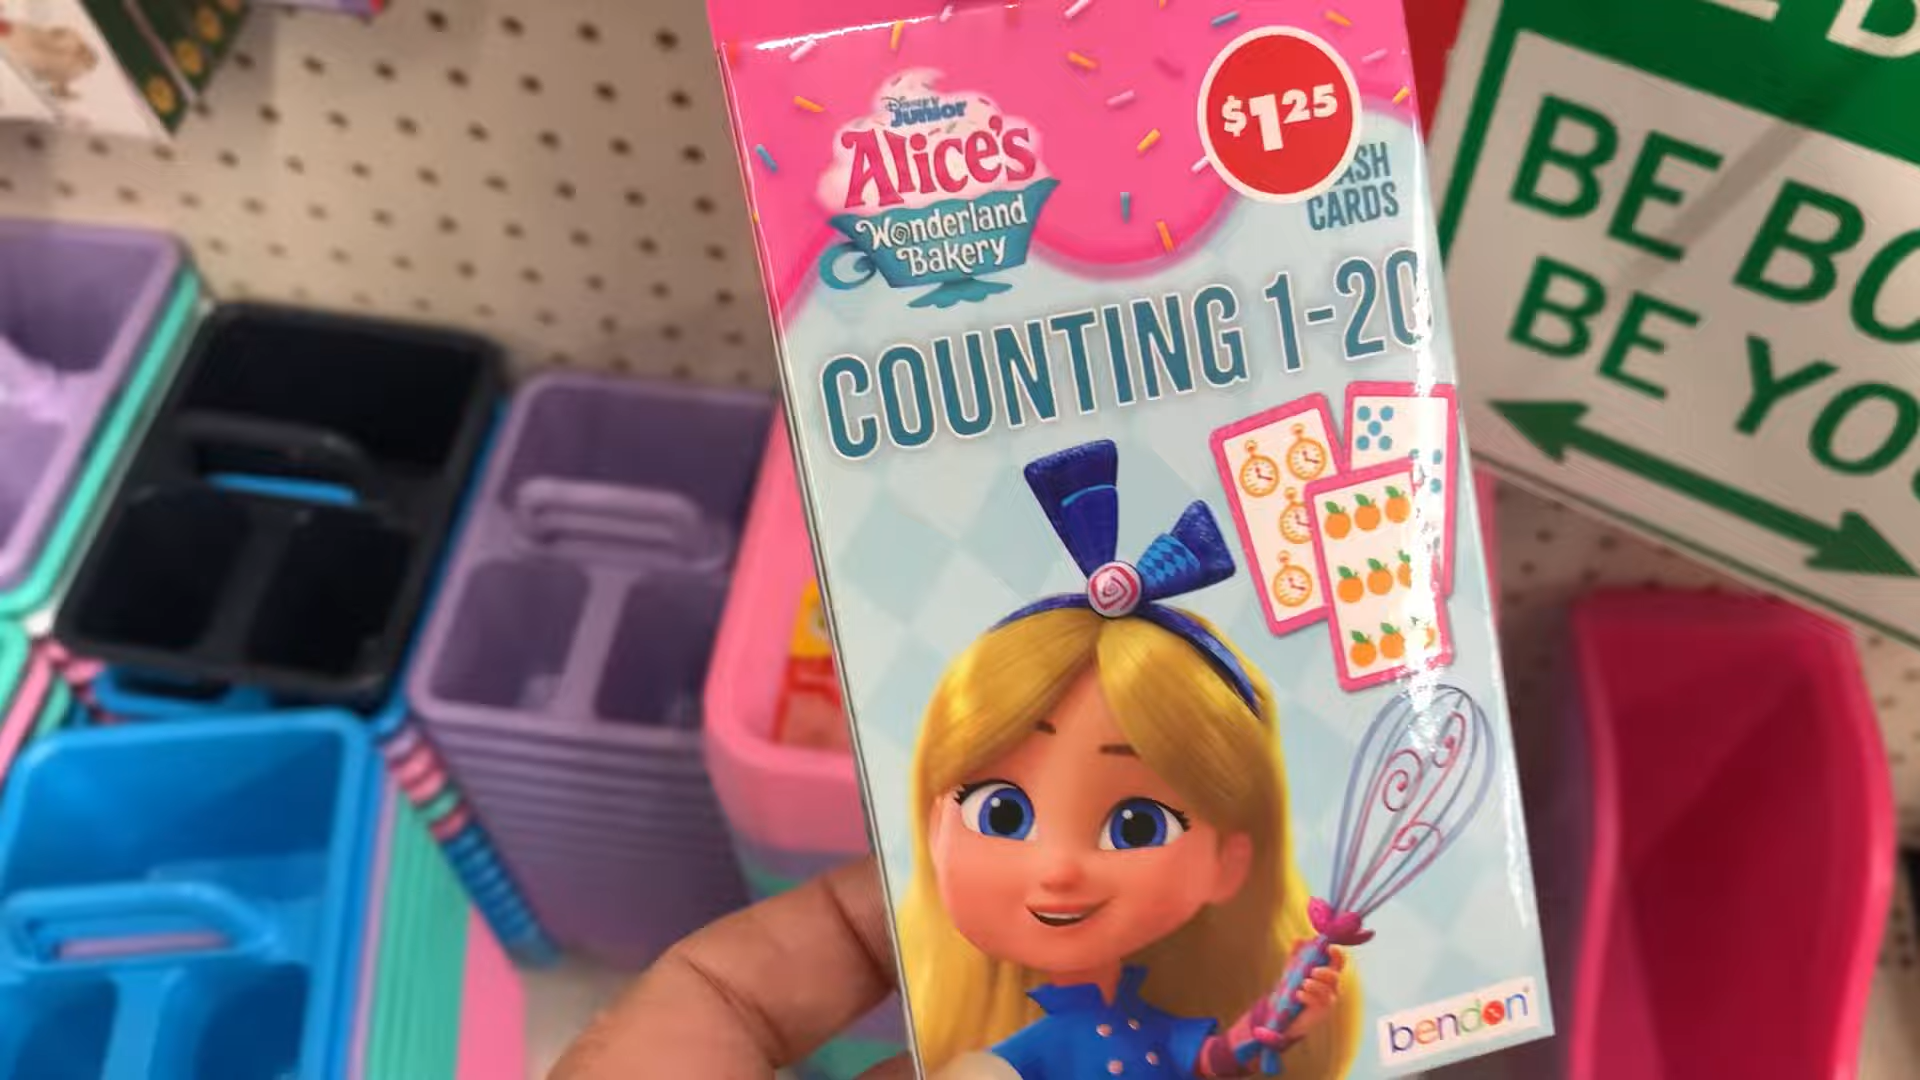 Disney
Junior
Alice's
Wonderland
Bakery
$1.25
CARDS
COUNTING 1-20
bendon
BE
BE